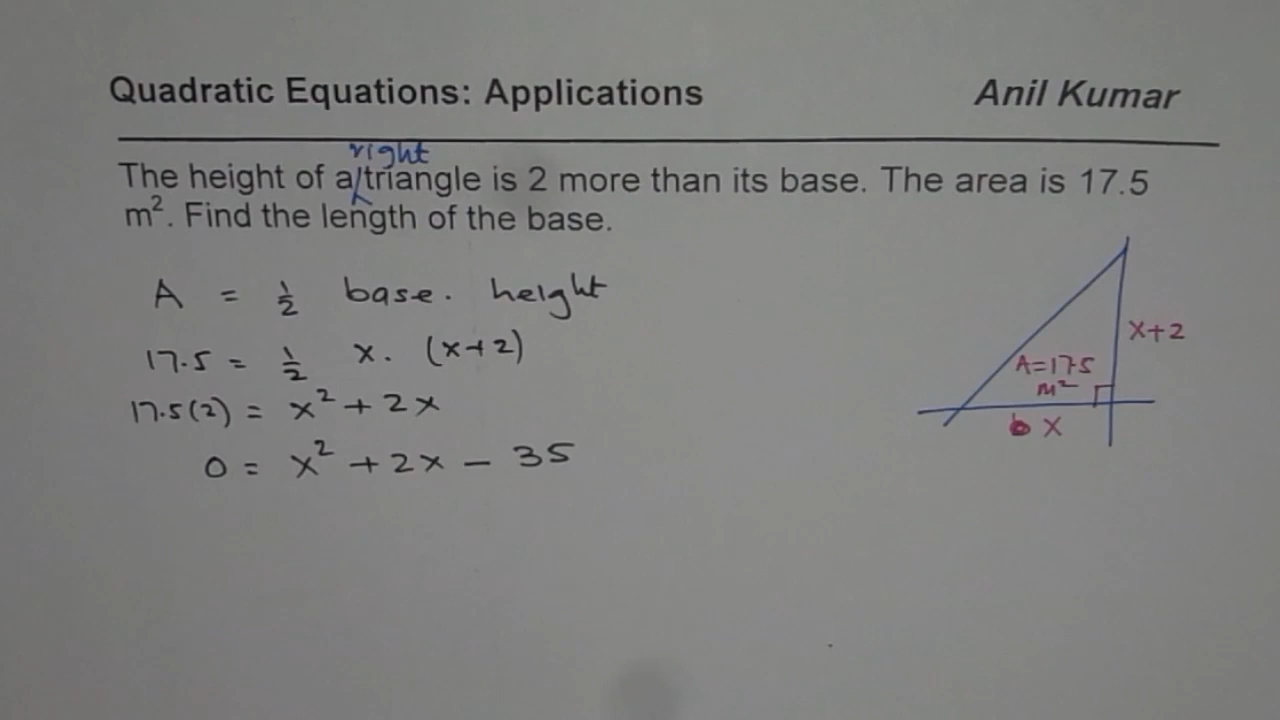 Quadratic Equations: Applications Anil Kumar
right
The height of a triangle is 2 more than its base. The area is 17.5
m². Find the length of the base.
A = 1/2 base. height
17.5 = 1/2 x. (x+2)
17.5(2) = x² + 2x
0 = x² + 2x - 35
x+2
A=17.5
m²
b x